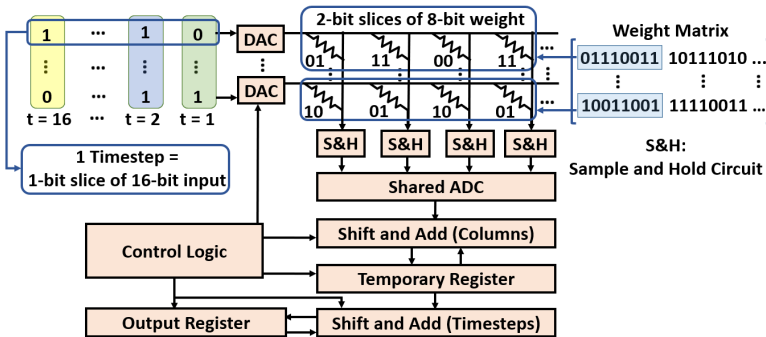 2-bit slices of 8-bit weight
1 ... 1 0
DAC
01 11 00 11 ...
Weight Matrix
01110011 10111010 ...
0 ... 1 1
DAC
10 01 10 01 ...
10011001 11110011 ...
t = 16 ... t = 2 t = 1
1 Timestep =
1-bit slice of 16-bit input
S&H S&H S&H S&H
S&H:
Sample and Hold Circuit
Shared ADC
Shift and Add (Columns)
Control Logic
Temporary Register
Output Register
Shift and Add (Timesteps)